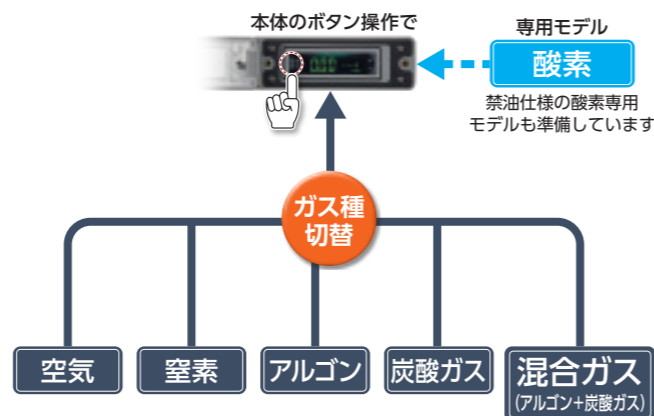 本体のボタン操作で
専用モデル
酸素
禁油仕様の酸素専用
モデルも準備しています
0.00
ガス種
切替
空気
窒素
アルゴン
炭酸ガス
混合ガス
(アルゴン+炭酸ガス)